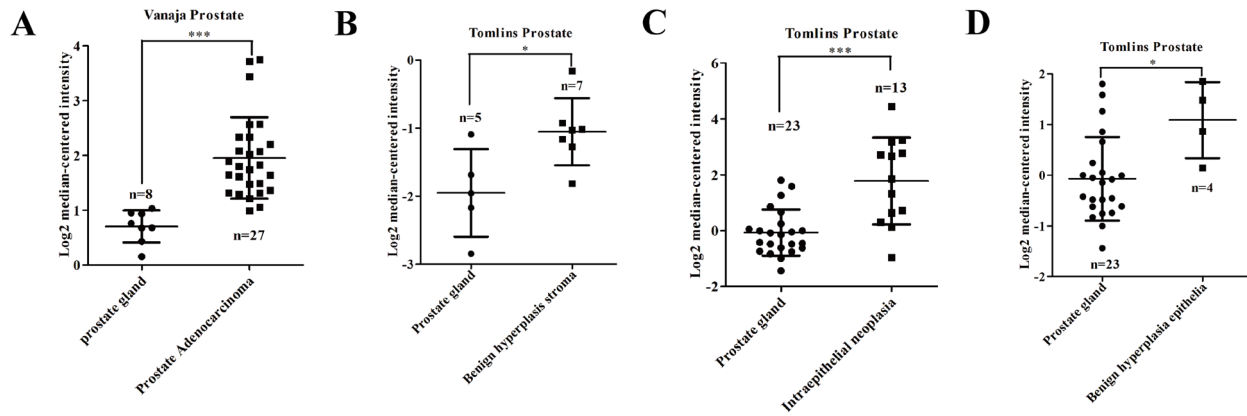 A
Vanaja Prostate
***
Log2 median-centered intensity
4
3
2
1
0
n=8
n=27
prostate gland
Prostate Adenocarcinoma
B
Tomlins Prostate
*
Log2 median-centered intensity
0
-1
-2
-3
n=5
n=7
Prostate gland
Benign hyperplasis stroma
C
Tomlins Prostate
***
Log2 median-centered intensity
6
4
2
0
-2
n=23
n=13
Prostate gland
Intraepithelial neoplasia
D
Tomlins Prostate
*
Log2 median-centered intensity
2
1
0
-1
-2
n=23
n=4
Prostate gland
Benign hyperplasia epithelia